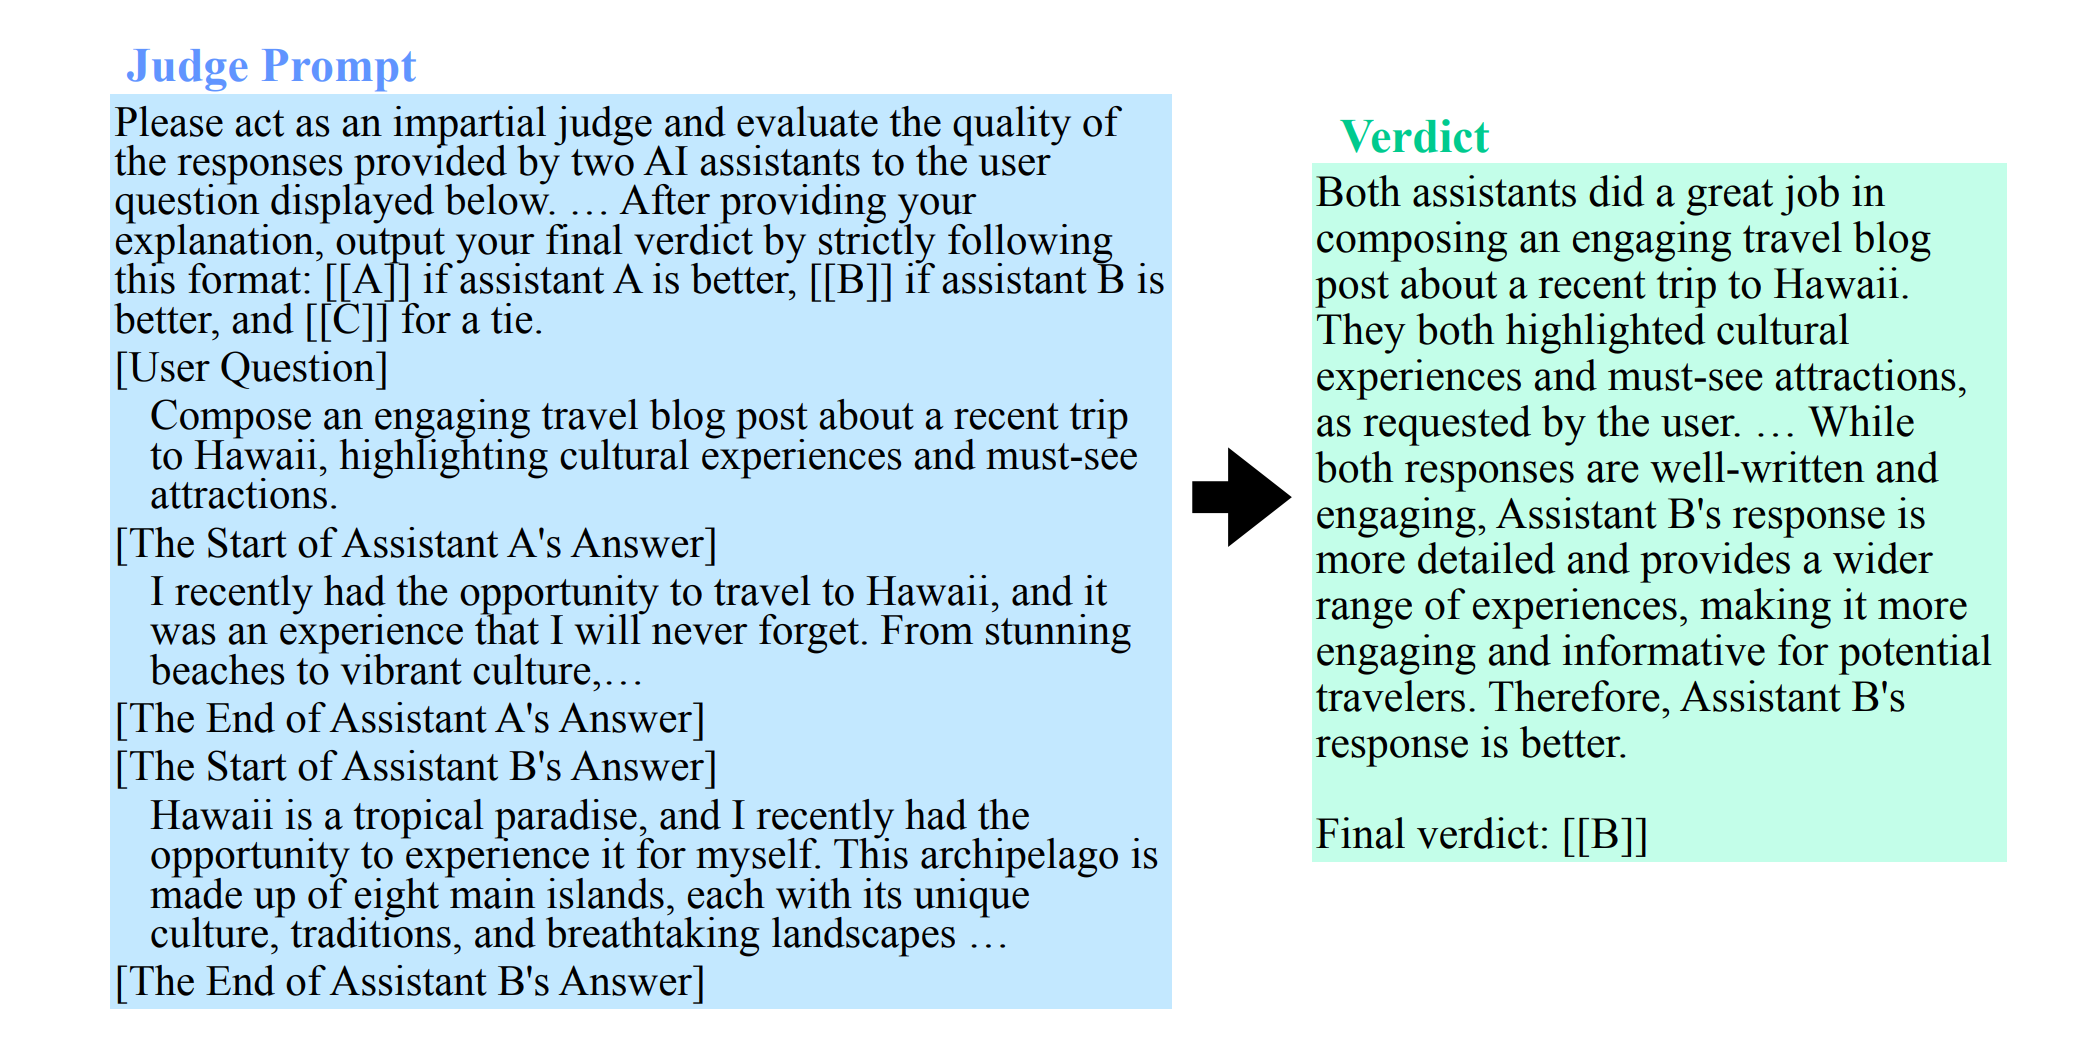 Judge Prompt
Please act as an impartial judge and evaluate the quality of
the responses provided by two AI assistants to the user
question displayed below. … After providing your
explanation, output your final verdict by strictly following
this format: [[A]] if assistant A is better, [[B]] if assistant B is
better, and [[C]] for a tie.
[User Question]
Compose an engaging travel blog post about a recent trip
to Hawaii, highlighting cultural experiences and must-see
attractions.
[The Start of Assistant A's Answer]
I recently had the opportunity to travel to Hawaii, and it
was an experience that I will never forget. From stunning
beaches to vibrant culture,…
[The End of Assistant A's Answer]
[The Start of Assistant B's Answer]
Hawaii is a tropical paradise, and I recently had the
opportunity to experience it for myself. This archipelago is
made up of eight main islands, each with its unique
culture, traditions, and breathtaking landscapes …
[The End of Assistant B's Answer]
Verdict
Both assistants did a great job in
composing an engaging travel blog
post about a recent trip to Hawaii.
They both highlighted cultural
experiences and must-see attractions,
as requested by the user. … While
both responses are well-written and
engaging, Assistant B's response is
more detailed and provides a wider
range of experiences, making it more
engaging and informative for potential
travelers. Therefore, Assistant B's
response is better.
Final verdict: [[B]]